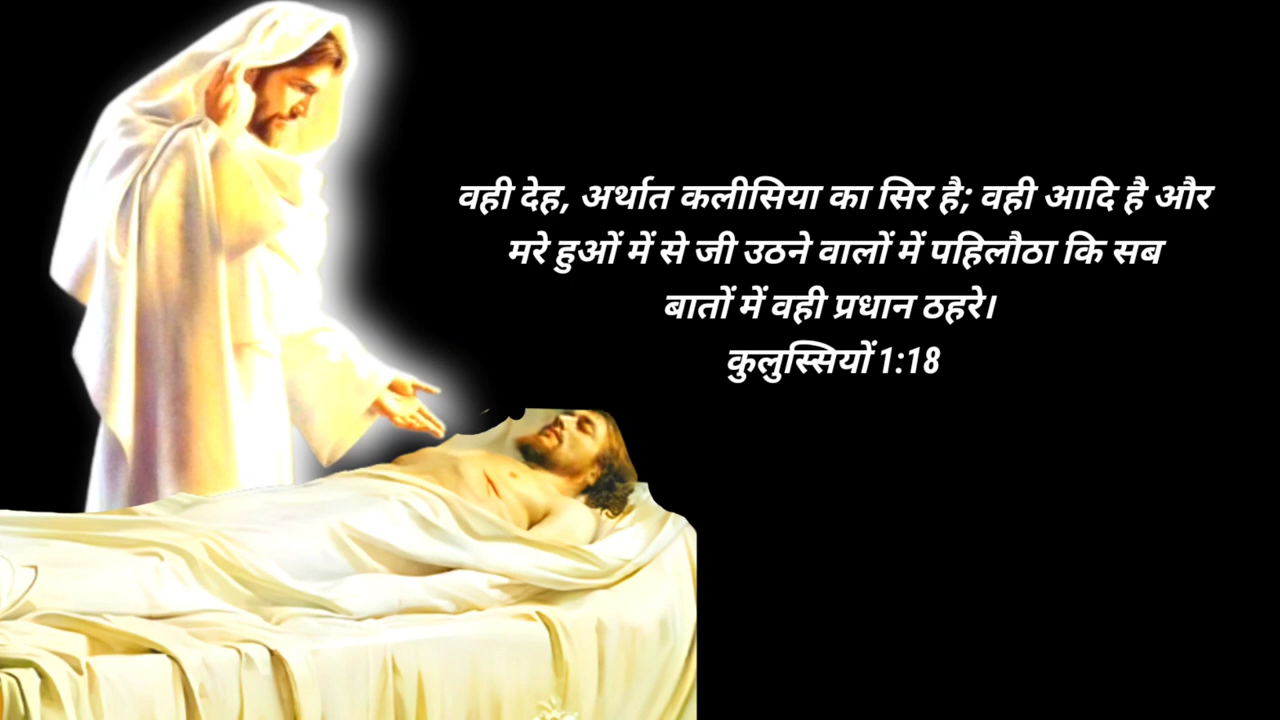 वही देह, अर्थात कलीसिया का सिर है; वही आदि है और
मरे हुओं में से जी उठने वालों में पहिलौठा कि सब
बातों में वही प्रधान ठहरे।
कुलुस्सियों 1:18